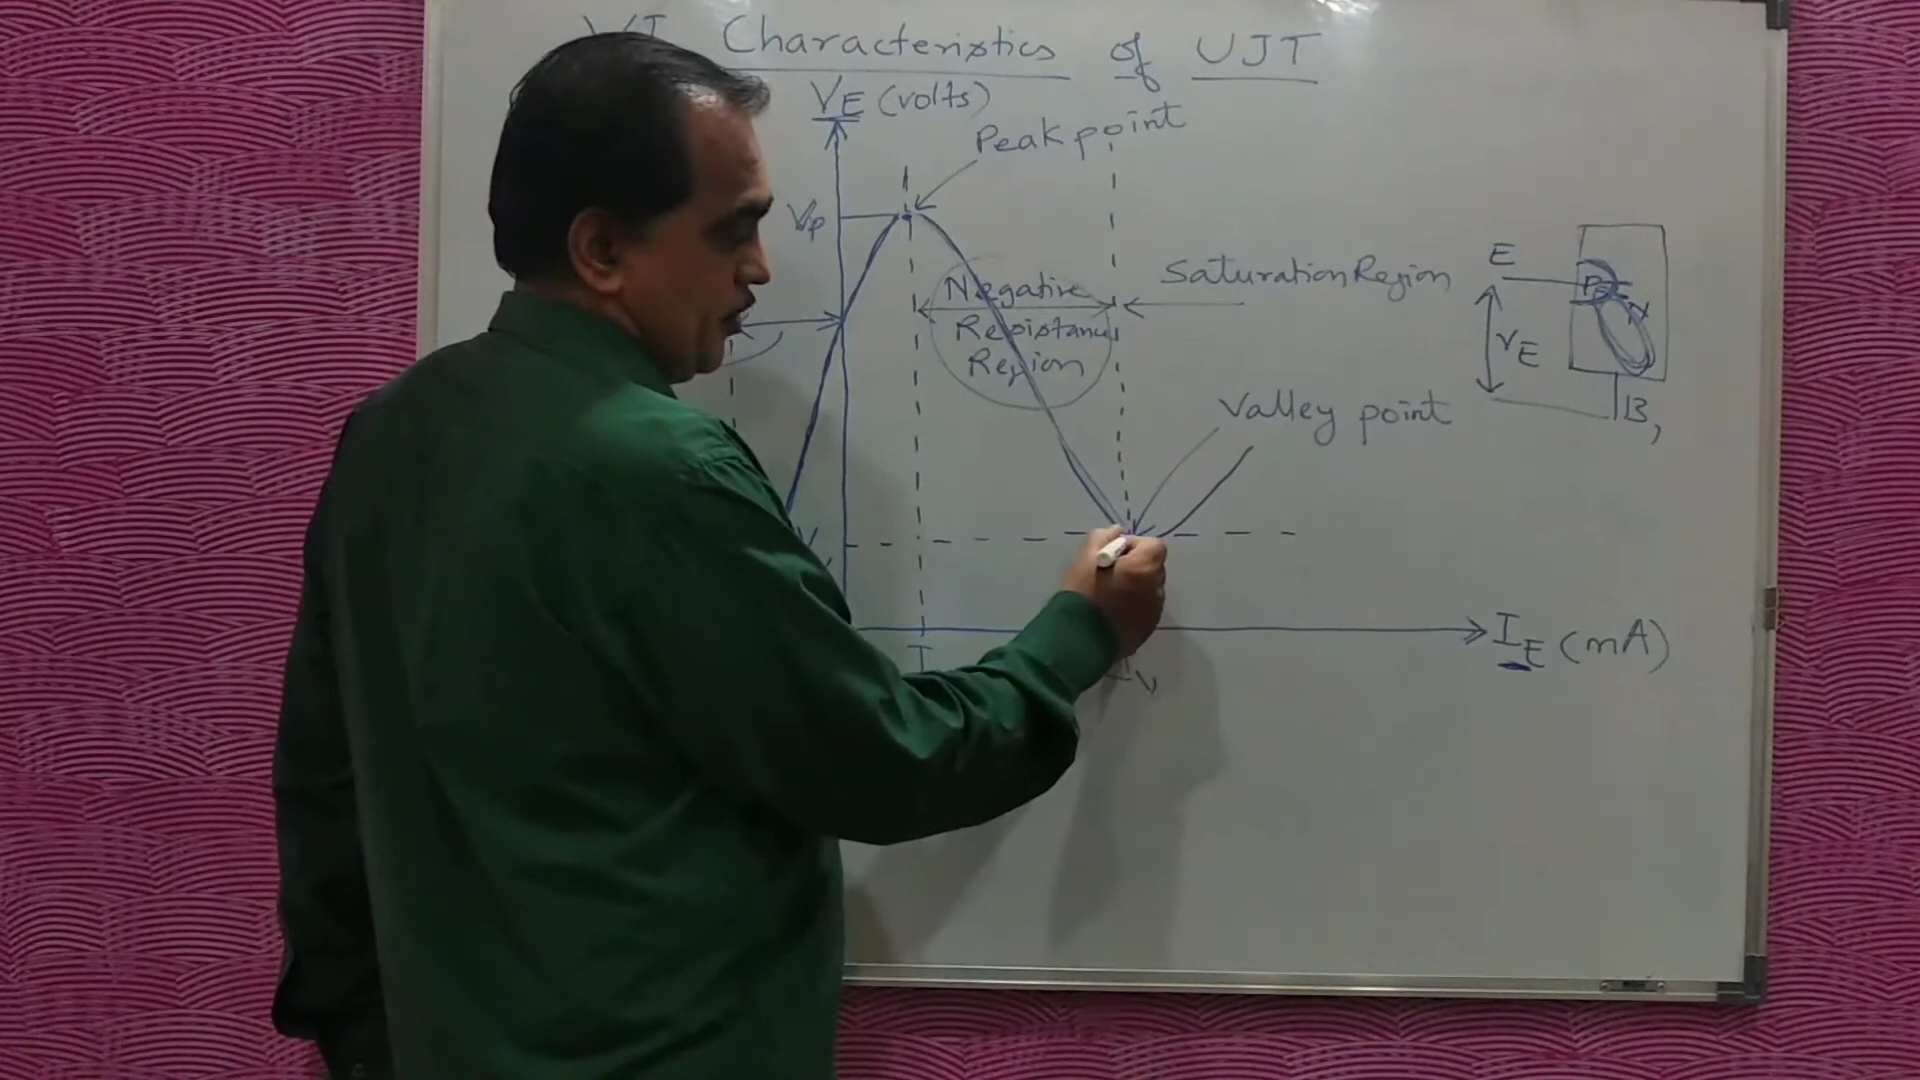 VI Characteristics of UJT
VE (volts)
Peak point
Vp
Negative
Resistance
Region
Saturation Region
E
P
N
VE
B1
Valley point
V
I
V
IE (mA)